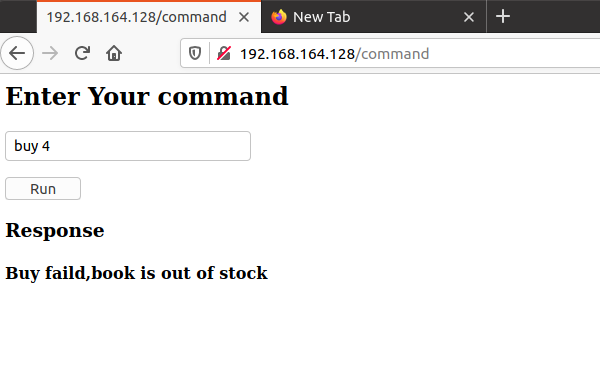 192.168.164.128/command
New Tab
192.168.164.128/command
Enter Your command
buy 4
Run
Response
Buy faild,book is out of stock